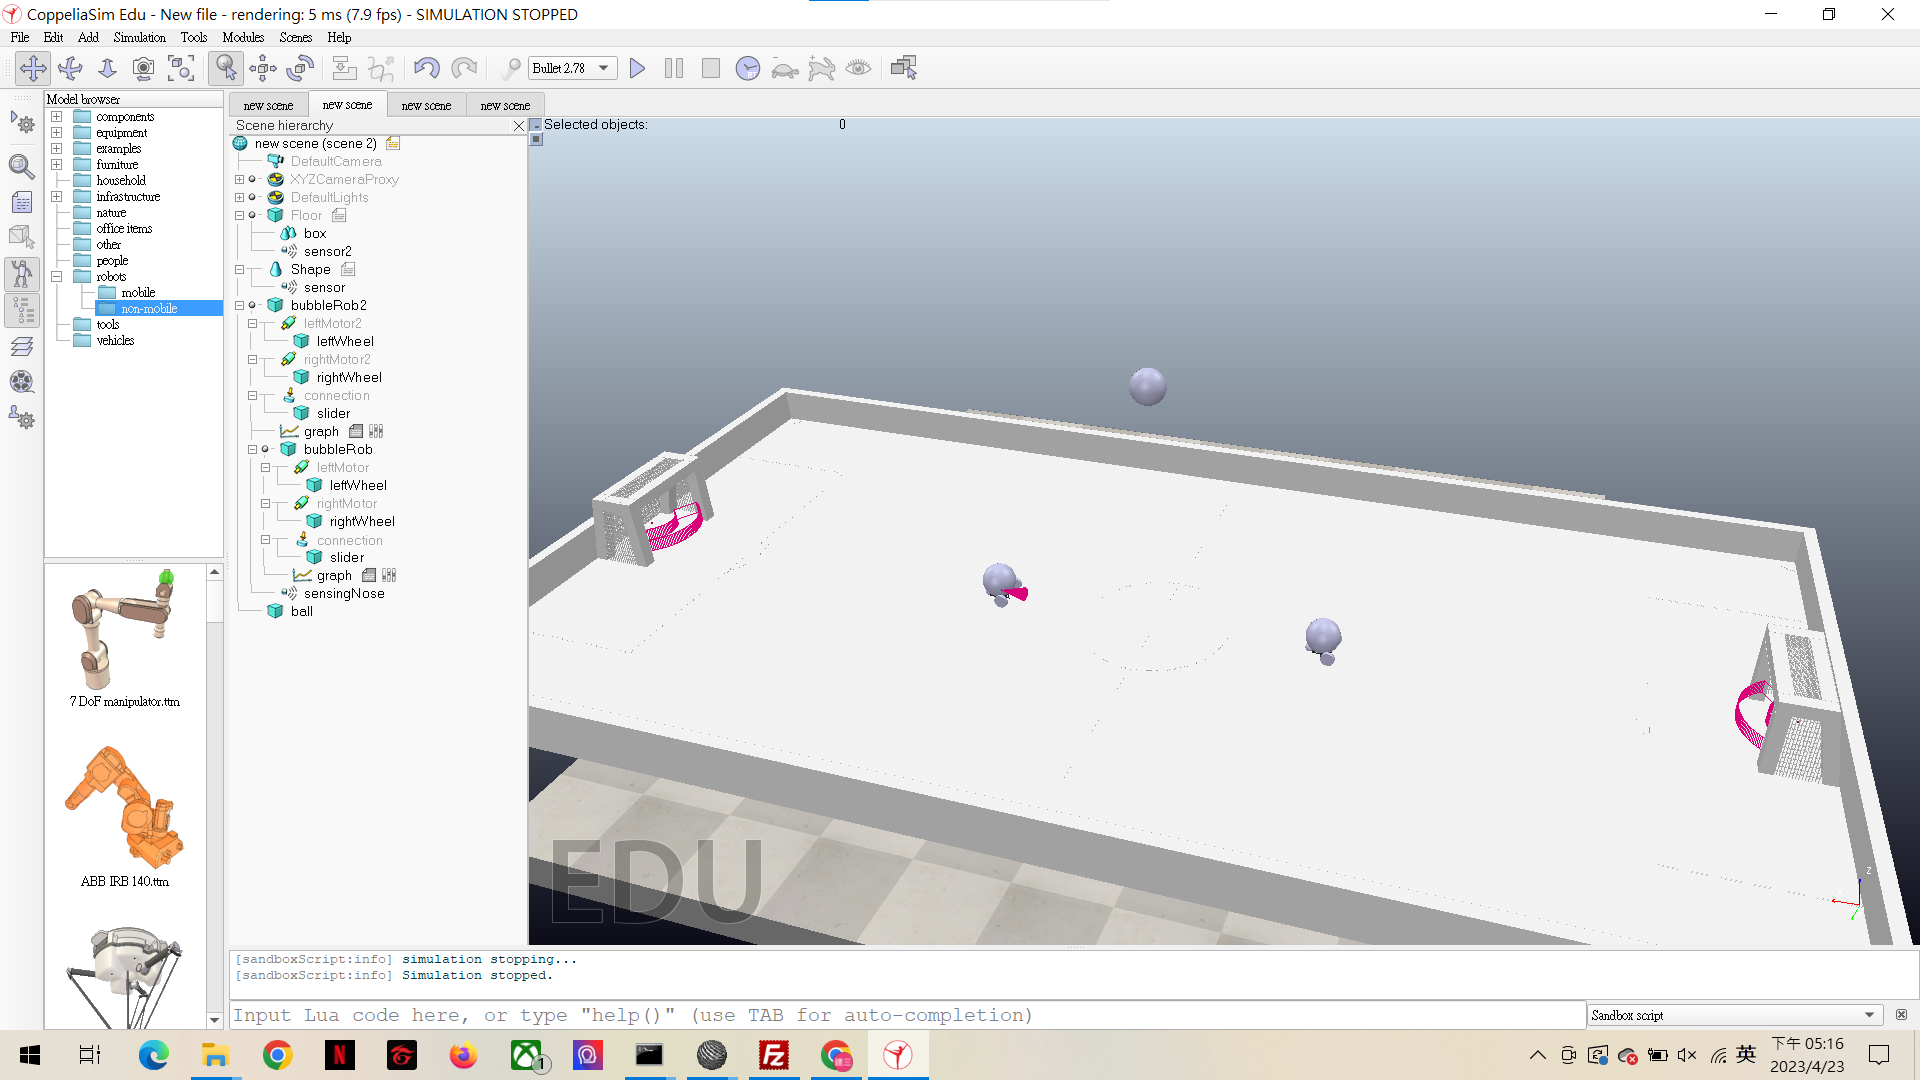 CoppeliaSim Edu - New file - rendering: 5 ms (7.9 fps) - SIMULATION STOPPED
File Edit Add Simulation Tools Modules Scenes Help
Bullet 2.78
RT
Model browser
components
equipment
examples
furniture
household
infrastructure
nature
office items
other
people
robots
mobile
non-mobile
tools
vehicles
7 DoF manipulator.ttm
ABB IRB 140.ttm
new scene new scene new scene new scene
Scene hierarchy
new scene (scene 2)
DefaultCamera
XYZCameraProxy
DefaultLights
Floor
box
sensor2
Shape
sensor
bubbleRob2
leftMotor2
leftWheel
rightMotor2
rightWheel
connection
slider
graph
bubbleRob
leftMotor
leftWheel
rightMotor
rightWheel
connection
slider
graph
sensingNose
ball
Selected objects: 0
EDU
z
[sandboxScript:info] simulation stopping...
[sandboxScript:info] Simulation stopped.
Input Lua code here, or type "help()" (use TAB for auto-completion)
Sandbox script
1
英
下午 05:16
2023/4/23